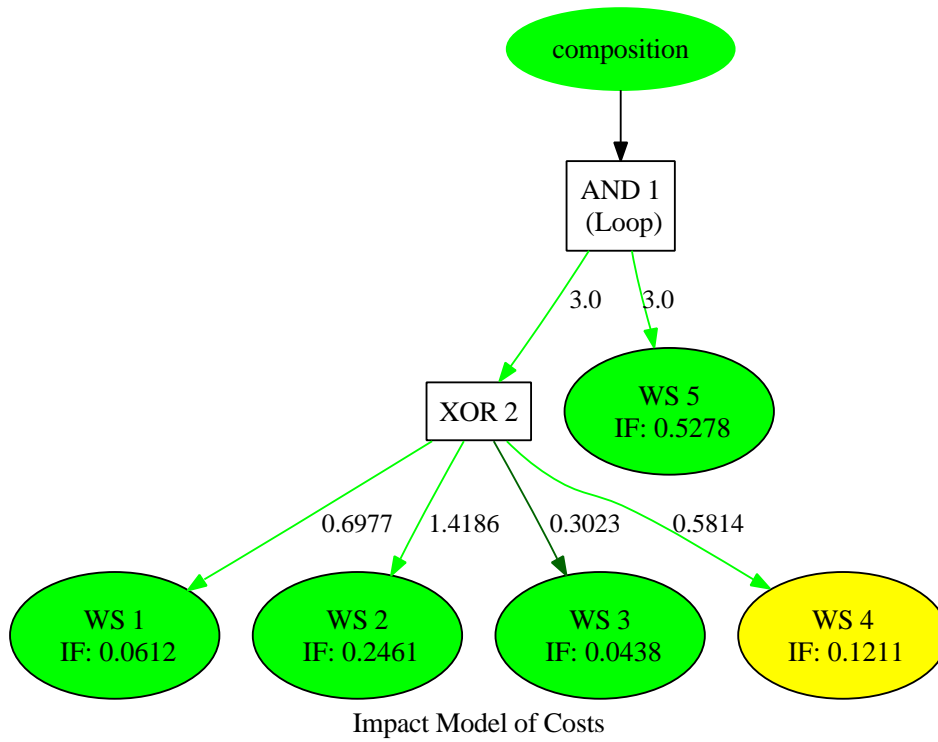 composition
AND 1
(Loop)
3.0
3.0
WS 5
IF: 0.5278
XOR 2
0.6977
1.4186
0.3023
0.5814
WS 1
IF: 0.0612
WS 2
IF: 0.2461
WS 3
IF: 0.0438
WS 4
IF: 0.1211
Impact Model of Costs